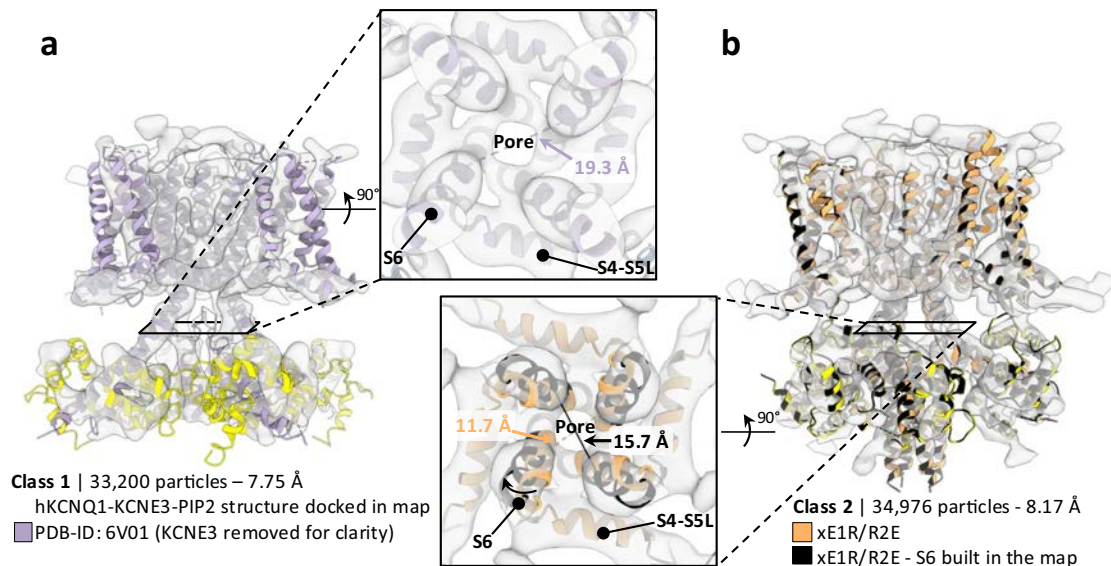 a
b
Pore
19.3 Å
90°
S6
S4-S5L
Pore
11.7 Å
15.7 Å
90°
S4-S5L
S6
Class 1 | 33,200 particles – 7.75 Å
hKCNQ1-KCNE3-PIP2 structure docked in map
PDB-ID: 6V01 (KCNE3 removed for clarity)
Class 2 | 34,976 particles - 8.17 Å
xE1R/R2E
xE1R/R2E - S6 built in the map